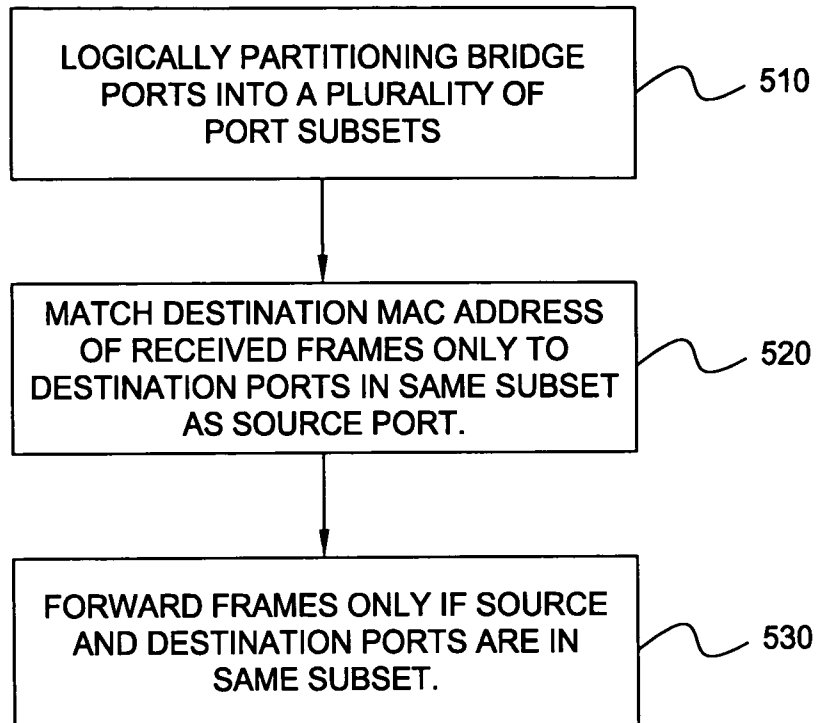 LOGICALLY PARTITIONING BRIDGE
PORTS INTO A PLURALITY OF
PORT SUBSETS
510
MATCH DESTINATION MAC ADDRESS
OF RECEIVED FRAMES ONLY TO
DESTINATION PORTS IN SAME SUBSET
AS SOURCE PORT.
520
FORWARD FRAMES ONLY IF SOURCE
AND DESTINATION PORTS ARE IN
SAME SUBSET.
530